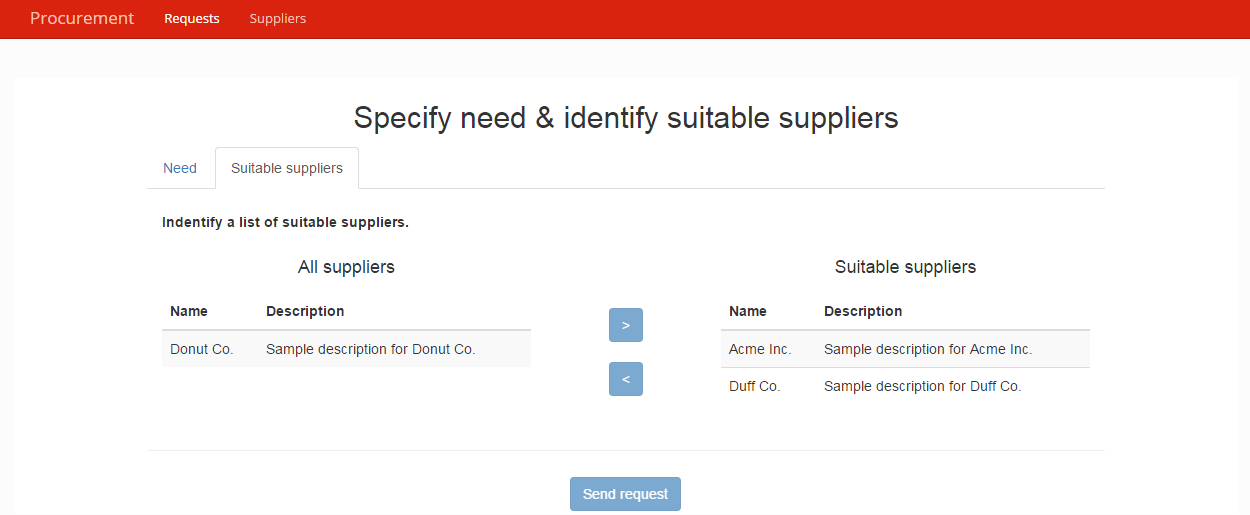 Procurement Requests Suppliers
Specify need & identify suitable suppliers
Need Suitable suppliers
Indentify a list of suitable suppliers.
All suppliers
Name Description
Donut Co. Sample description for Donut Co.
>
<
Suitable suppliers
Name Description
Acme Inc. Sample description for Acme Inc.
Duff Co. Sample description for Duff Co.
Send request